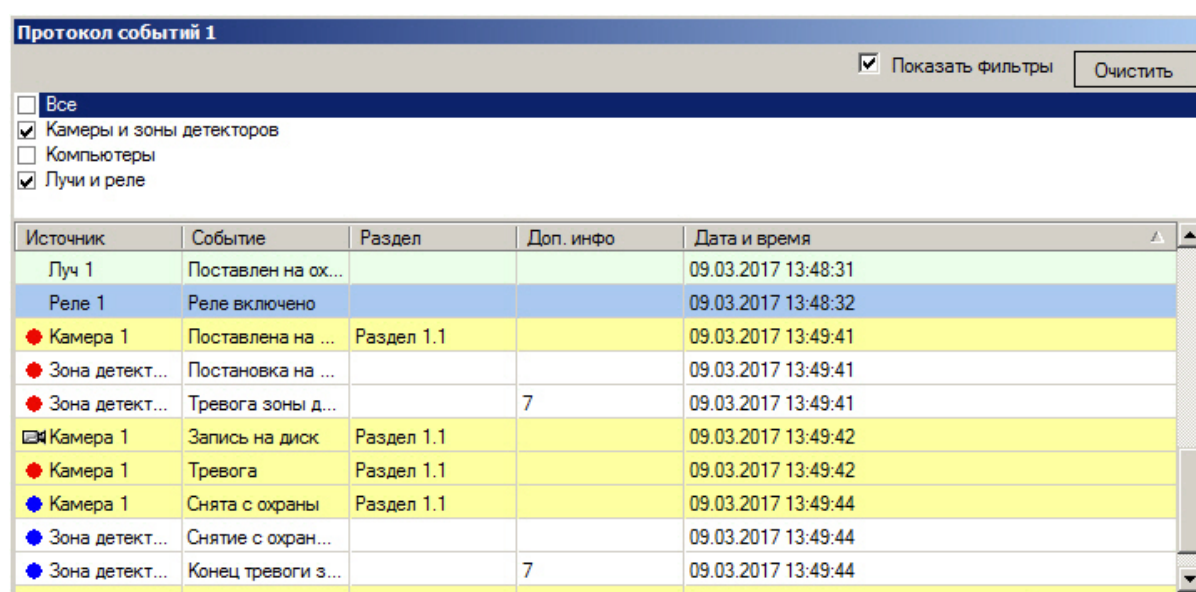 Протокол событий 1
Показать фильтры Очистить
Все
Камеры и зоны детекторов
Компьютеры
Лучи и реле
Источник Событие Раздел Доп. инфо Дата и время
Луч 1 Поставлен на ох... 09.03.2017 13:48:31
Реле 1 Реле включено 09.03.2017 13:48:32
Камера 1 Поставлена на ... Раздел 1.1 09.03.2017 13:49:41
Зона детект... Постановка на ... 09.03.2017 13:49:41
Зона детект... Тревога зоны д... 7 09.03.2017 13:49:41
Камера 1 Запись на диск Раздел 1.1 09.03.2017 13:49:42
Камера 1 Тревога Раздел 1.1 09.03.2017 13:49:42
Камера 1 Снята с охраны Раздел 1.1 09.03.2017 13:49:44
Зона детект... Снятие с охран... 09.03.2017 13:49:44
Зона детект... Конец тревоги з... 7 09.03.2017 13:49:44